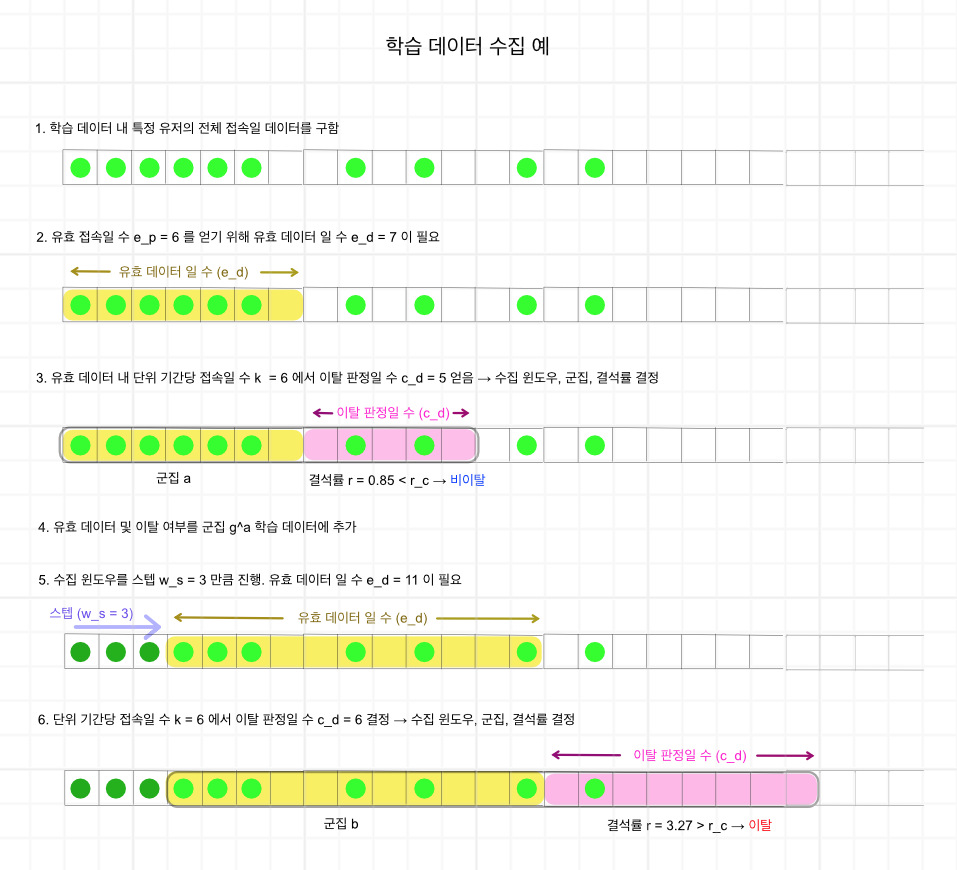 학습 데이터 수집 예
1. 학습 데이터 내 특정 유저의 전체 접속일 데이터를 구함
2. 유효 접속일 수 e_p = 6 를 얻기 위해 유효 데이터 일 수 e_d = 7 이 필요
유효 데이터 일 수 (e_d)
3. 유효 데이터 내 단위 기간당 접속일 수 k = 6 에서 이탈 판정일 수 c_d = 5 얻음 → 수집 윈도우, 군집, 결석률 결정
이탈 판정일 수 (c_d)
군집 a
결석률 r = 0.85 < r_c → 비이탈
4. 유효 데이터 및 이탈 여부를 군집 g^a 학습 데이터에 추가
5. 수집 윈도우를 스텝 w_s = 3 만큼 진행. 유효 데이터 일 수 e_d = 11 이 필요
스텝 (w_s = 3)
유효 데이터 일 수 (e_d)
6. 단위 기간당 접속일 수 k = 6 에서 이탈 판정일 수 c_d = 6 결정 → 수집 윈도우, 군집, 결석률 결정
이탈 판정일 수 (c_d)
군집 b
결석률 r = 3.27 > r_c → 이탈